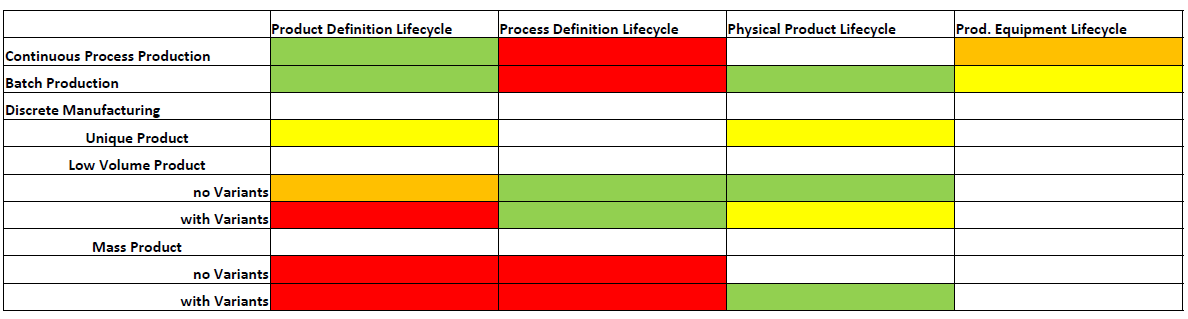 Product Definition Lifecycle Process Definition Lifecycle Physical Product Lifecycle Prod. Equipment Lifecycle
Continuous Process Production
Batch Production
Discrete Manufacturing
Unique Product
Low Volume Product
no Variants
with Variants
Mass Product
no Variants
with Variants